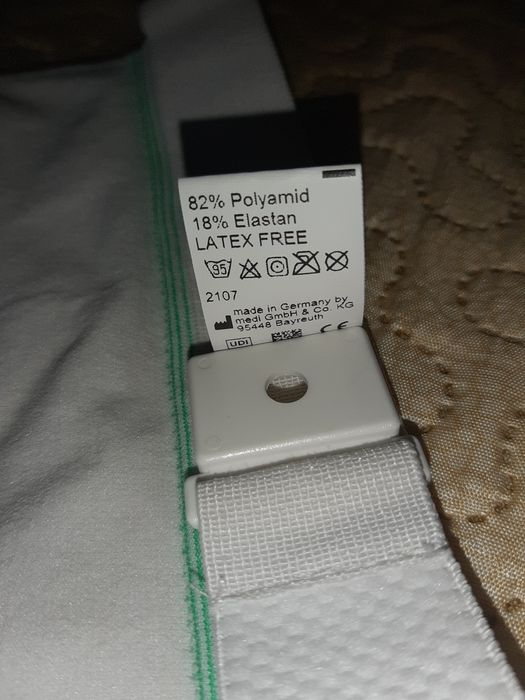 82% Polyamid
18% Elastan
LATEX FREE
95
2107
made in Germany by
medi GmbH & Co. KG
95448 Bayreuth
UDI CE